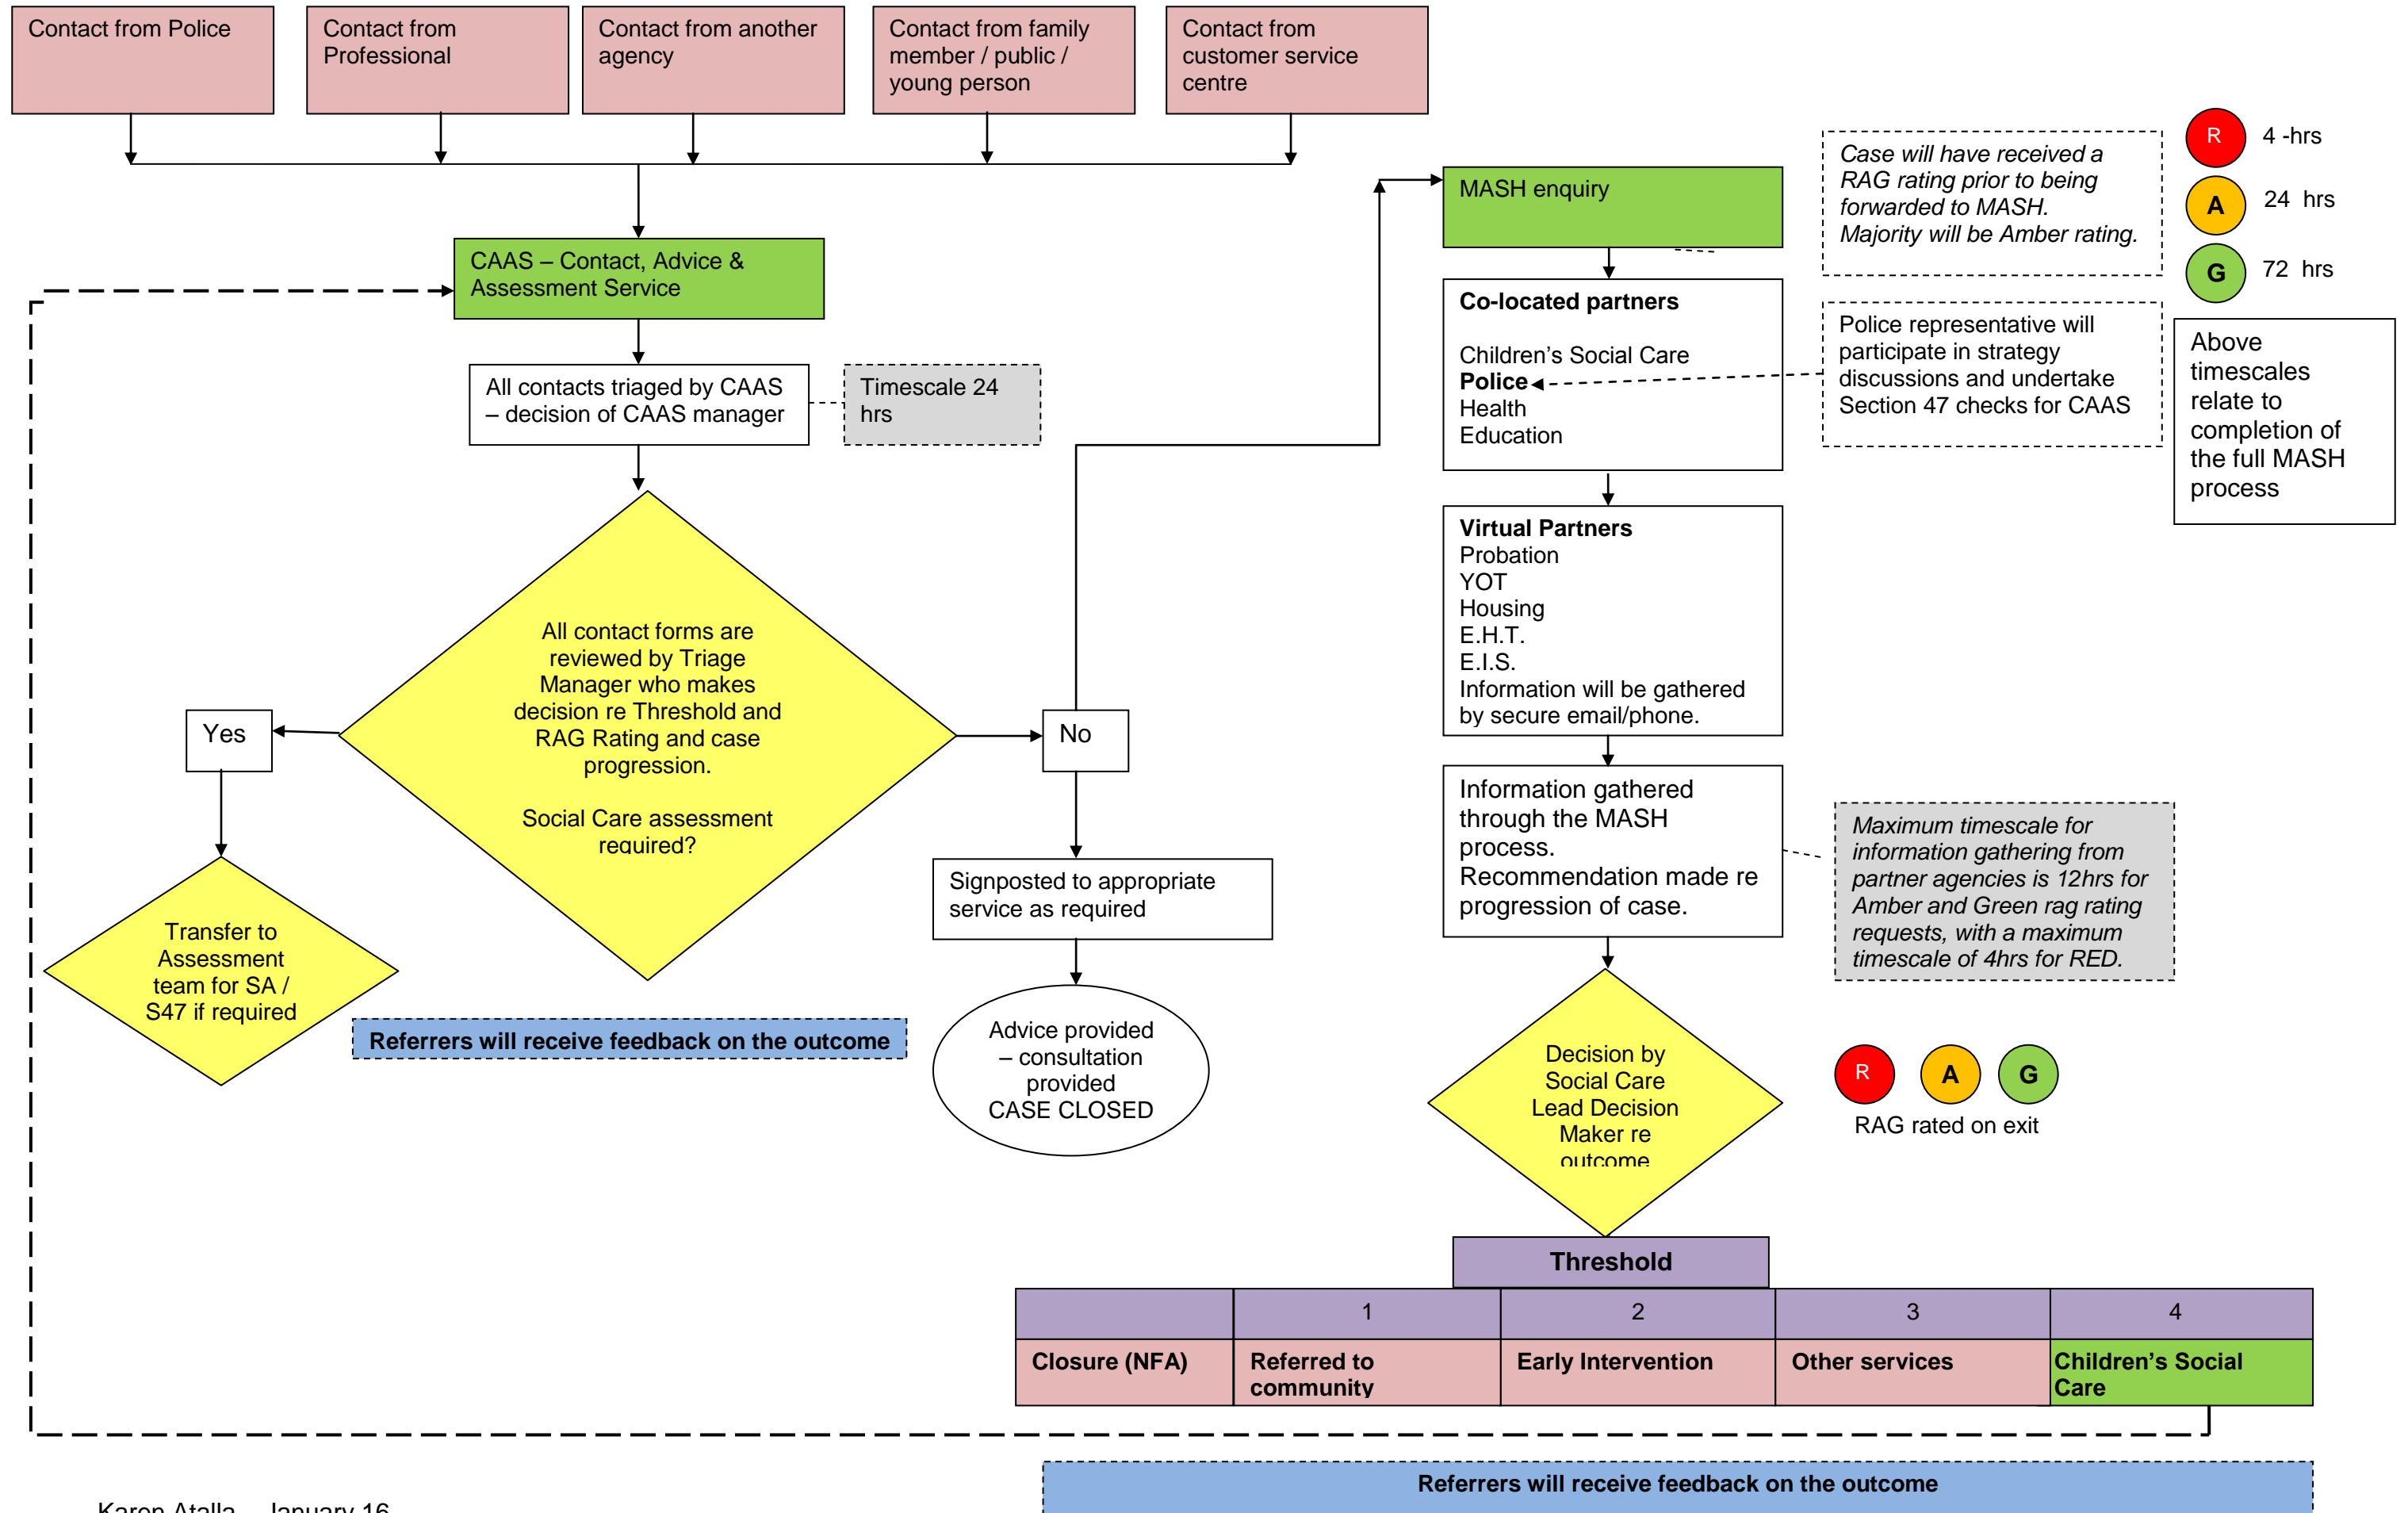 Contact from Police
Contact from
Professional
Contact from another
agency
Contact from family
member / public /
young person
Contact from
customer service
centre
CAAS – Contact, Advice &
Assessment Service
All contacts triaged by CAAS
– decision of CAAS manager
Timescale 24
hrs
All contact forms are
reviewed by Triage
Manager who makes
decision re Threshold and
RAG Rating and case
progression.
Social Care assessment
required?
Yes
No
Transfer to
Assessment
team for SA /
S47 if required
Referrers will receive feedback on the outcome
Signposted to appropriate
service as required
Advice provided
– consultation
provided
CASE CLOSED
MASH enquiry
Case will have received a
RAG rating prior to being
forwarded to MASH.
Majority will be Amber rating.
R 4 -hrs
A 24 hrs
G 72 hrs
Above
timescales
relate to
completion of
the full MASH
process
Co-located partners
Children’s Social Care
Police
Health
Education
Police representative will
participate in strategy
discussions and undertake
Section 47 checks for CAAS
Virtual Partners
Probation
YOT
Housing
E.H.T.
E.I.S.
Information will be gathered
by secure email/phone.
Information gathered
through the MASH
process.
Recommendation made re
progression of case.
Maximum timescale for
information gathering from
partner agencies is 12hrs for
Amber and Green rag rating
requests, with a maximum
timescale of 4hrs for RED.
Decision by
Social Care
Lead Decision
Maker re
outcome
R A G
RAG rated on exit
Threshold
1 2 3 4
Closure (NFA)
Referred to
community
Early Intervention
Other services
Children’s Social
Care
Referrers will receive feedback on the outcome
Karen Atalla January 16